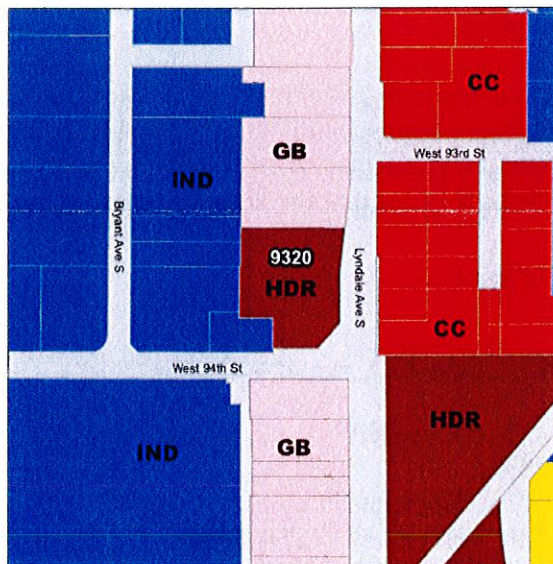 CC
West 93rd St
GB
IND
Bryant Ave S
9320
HDR
Lyndale Ave S
CC
West 94th St
HDR
IND
GB